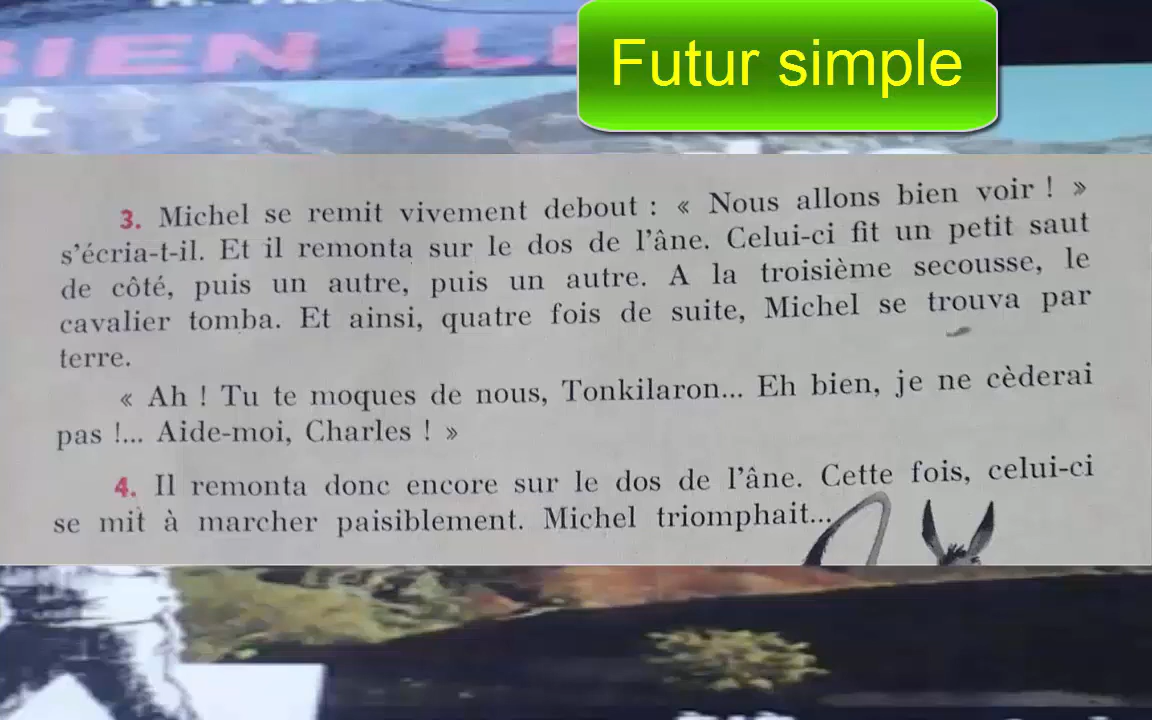 BIEN
Futur simple
t
3. Michel se remit vivement debout : « Nous allons bien voir ! »
s'écria-t-il. Et il remonta sur le dos de l'âne. Celui-ci fit un petit saut
de côté, puis un autre, puis un autre. A la troisième secousse, le
cavalier tomba. Et ainsi, quatre fois de suite, Michel se trouva par
terre.
« Ah ! Tu te moques de nous, Tonkilaron... Eh bien, je ne cèderai
pas !... Aide-moi, Charles ! »
4. Il remonta donc encore sur le dos de l'âne. Cette fois, celui-ci
se mit à marcher paisiblement. Michel triomphait...